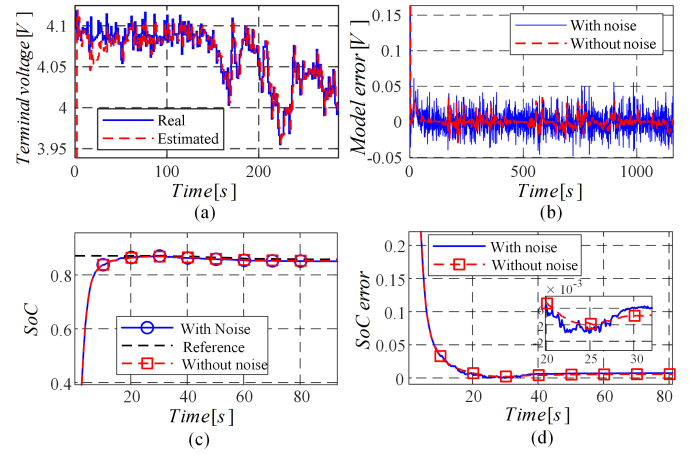 4.1
4.05
4
3.95
Terminal voltage [V]
Real
Estimated
0 100 200
Time[s]
(a)
0.15
0.1
0.05
0
-0.05
Model error [V]
With noise
Without noise
0 500 1000
Time[s]
(b)
0.8
0.6
0.4
SoC
With Noise
Reference
Without noise
20 40 60 80
Time[s]
(c)
0.2
0.15
0.1
0.05
0
SoC error
With noise
Without noise
× 10⁻³
6
2
-2
20 25 30
0 20 40 60 80
Time[s]
(d)